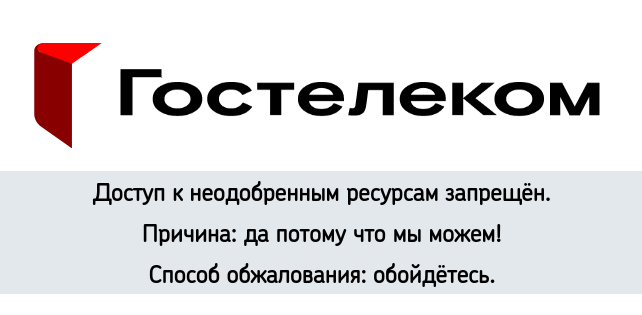 Гостелеком
Доступ к неодобренным ресурсам запрещён.
Причина: да потому что мы можем!
Способ обжалования: обойдётесь.